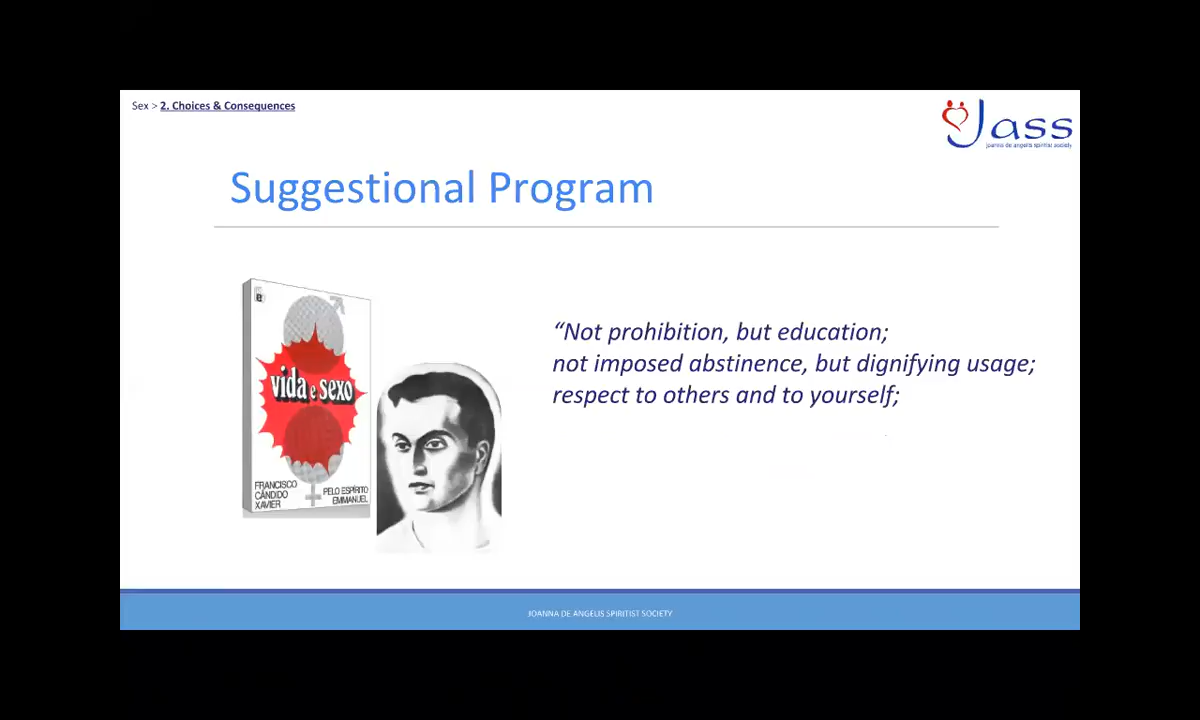 Sex > 2. Choices & Consequences
Jass
joanna de angelis spiritist society
Suggestional Program
vida e sexo
FRANCISCO
CÂNDIDO
XAVIER
PELO ESPÍRITO
EMMANUEL
“Not prohibition, but education;
not imposed abstinence, but dignifying usage;
respect to others and to yourself;
JOANNA DE ANGELIS SPIRITIST SOCIETY